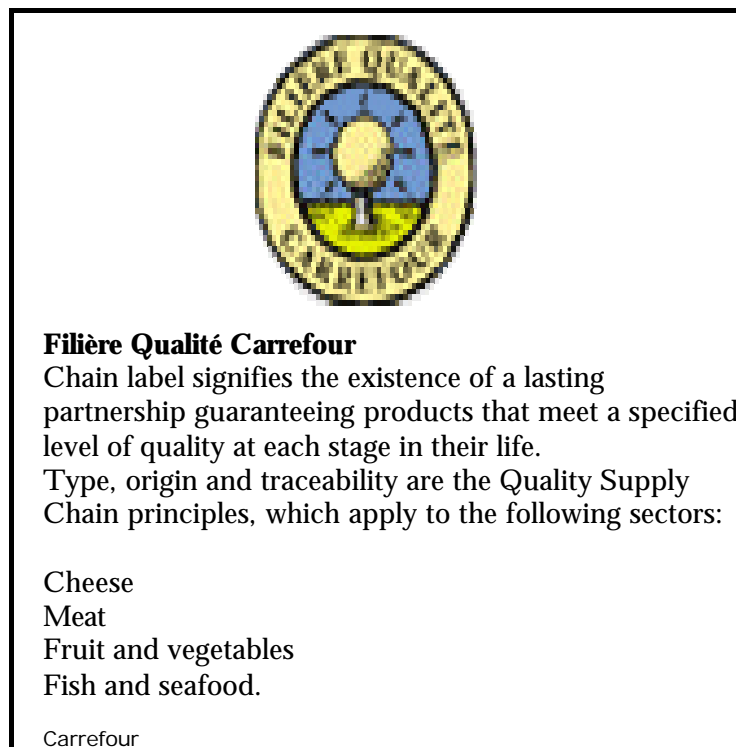 FILIÈRE QUALITÉ
CARREFOUR
Filière Qualité Carrefour
Chain label signifies the existence of a lasting
partnership guaranteeing products that meet a specified
level of quality at each stage in their life.
Type, origin and traceability are the Quality Supply
Chain principles, which apply to the following sectors:
Cheese
Meat
Fruit and vegetables
Fish and seafood.
Carrefour